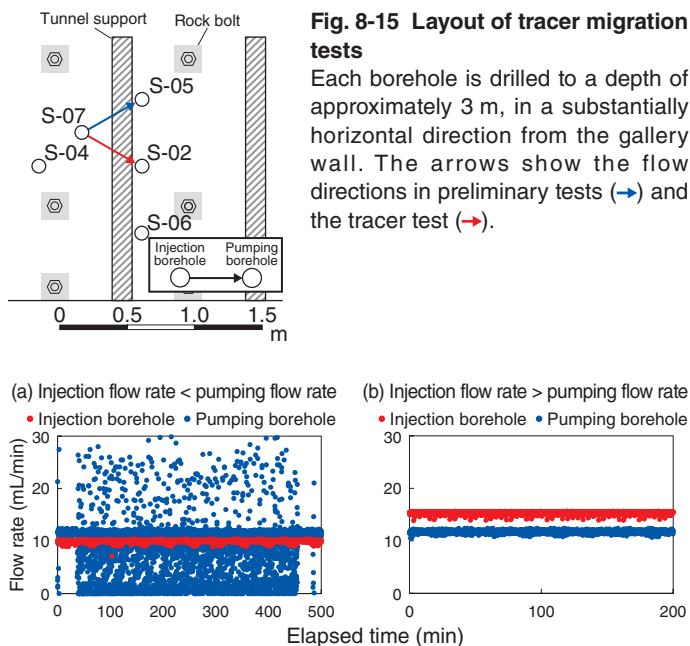 Tunnel support
Rock bolt
S-05
S-07
S-04
S-02
S-06
Injection borehole
Pumping borehole
0 0.5 1.0 1.5
m
Fig. 8-15 Layout of tracer migration
tests
Each borehole is drilled to a depth of
approximately 3 m, in a substantially
horizontal direction from the gallery
wall. The arrows show the flow
directions in preliminary tests (→) and
the tracer test (→).
(a) Injection flow rate < pumping flow rate
• Injection borehole • Pumping borehole
30
20
10
0
Flow rate (mL/min)
0 100 200 300 400 500
(b) Injection flow rate > pumping flow rate
• Injection borehole • Pumping borehole
30
20
10
0
0 100 200
Elapsed time (min)